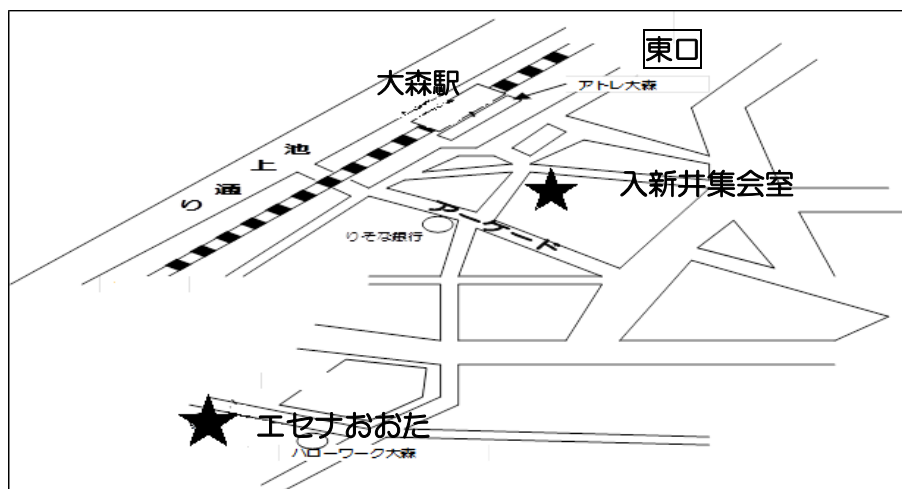 東口
大森駅
アトレ大森
池上通り
入新井集会室
アーケード
りそな銀行
エセナおおた
ハローワーク大森